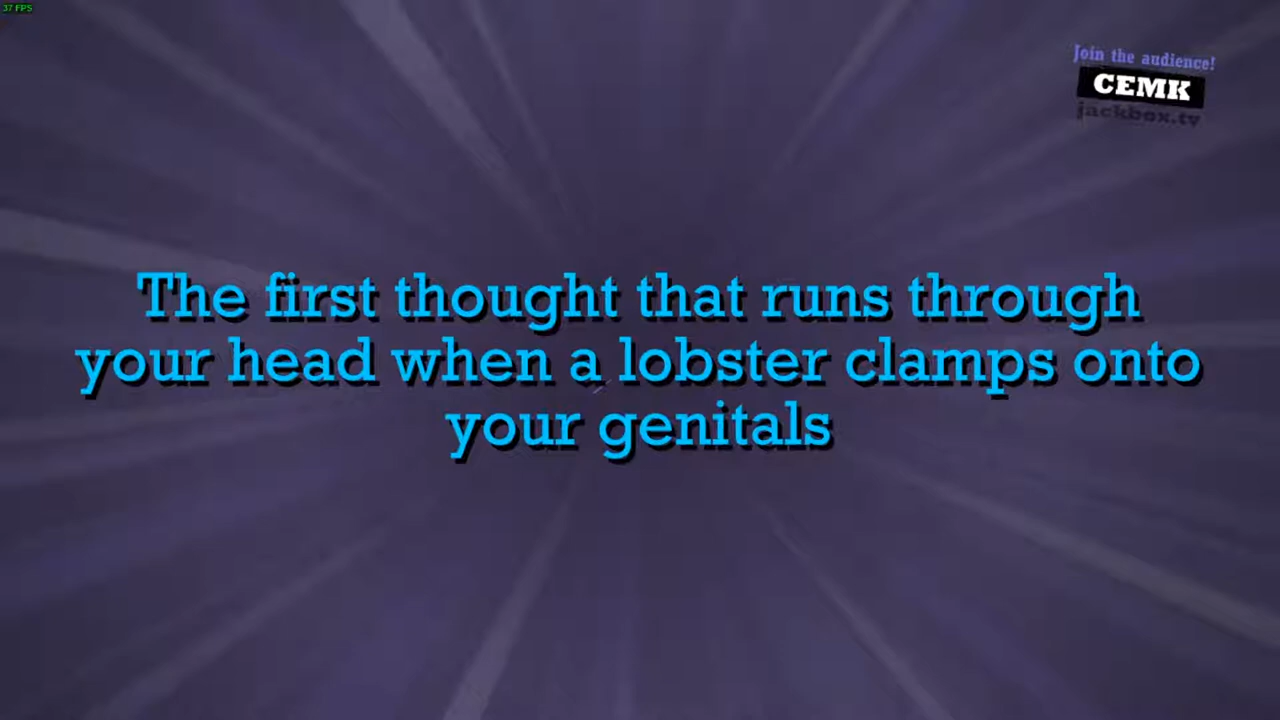 37 FPS
Join the audience!
CEMK
jackbox.tv
The first thought that runs through
your head when a lobster clamps onto
your genitals